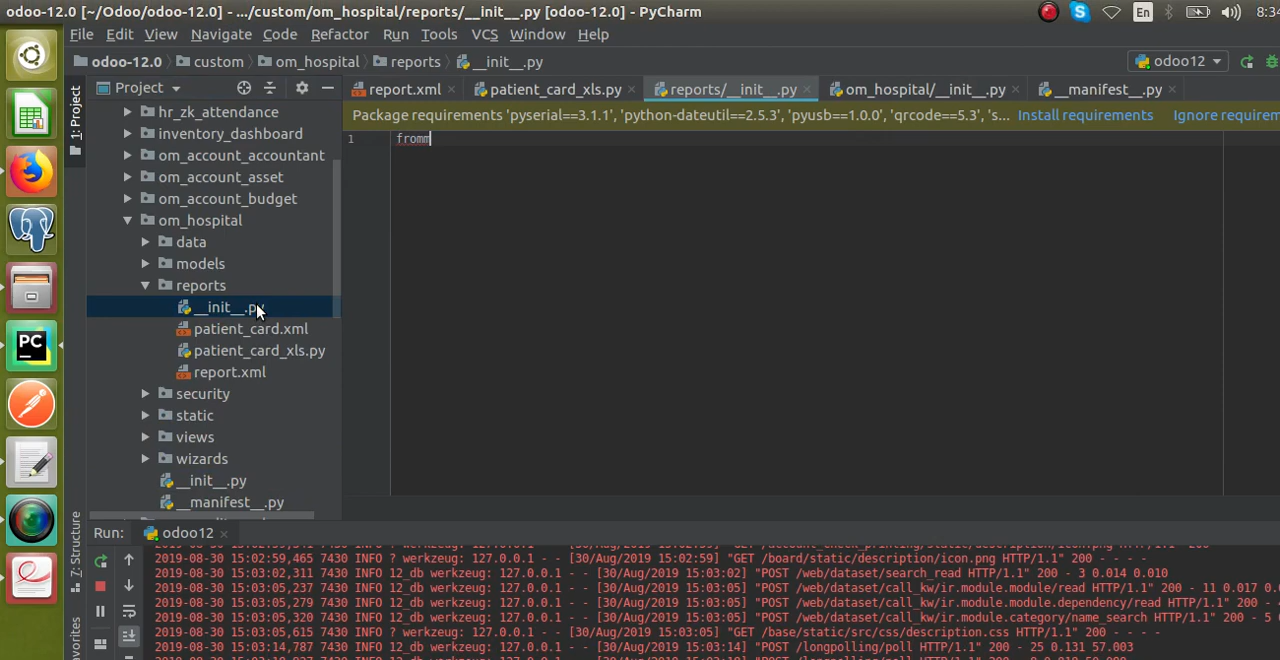 odoo-12.0 [~/Odoo/odoo-12.0] - .../custom/om_hospital/reports/__init__.py [odoo-12.0] - PyCharm
En
8:34
File Edit View Navigate Code Refactor Run Tools VCS Window Help
odoo-12.0 custom om_hospital reports __init__.py
odoo12
Project
report.xml patient_card_xls.py reports/__init__.py om_hospital/__init__.py __manifest__.py
1: Project
Package requirements 'pyserial==3.1.1', 'python-dateutil==2.5.3', 'pyusb==1.0.0', 'qrcode==5.3', 's... Install requirements Ignore requirem
1 fromm
hr_zk_attendance
inventory_dashboard
om_account_accountant
om_account_asset
om_account_budget
om_hospital
data
models
reports
__init__.py
patient_card.xml
patient_card_xls.py
report.xml
security
static
views
wizards
__init__.py
__manifest__.py
PC
7: Structure
avorites
Run: odoo12
2019-08-30 15:02:59,465 7430 INFO ? werkzeug: 127.0.0.1 - - [30/Aug/2019 15:02:59] "GET /board/static/description/icon.png HTTP/1.1" 200 - - - -
2019-08-30 15:03:02,311 7430 INFO 12_db werkzeug: 127.0.0.1 - - [30/Aug/2019 15:03:02] "POST /web/dataset/search_read HTTP/1.1" 200 - 3 0.014 0.010
2019-08-30 15:03:05,237 7430 INFO 12_db werkzeug: 127.0.0.1 - - [30/Aug/2019 15:03:05] "POST /web/dataset/call_kw/ir.module.module/read HTTP/1.1" 200 - 11 0.017 0.0
2019-08-30 15:03:05,279 7430 INFO 12_db werkzeug: 127.0.0.1 - - [30/Aug/2019 15:03:05] "POST /web/dataset/call_kw/ir.module.module.dependency/read HTTP/1.1" 200 -
2019-08-30 15:03:05,320 7430 INFO 12_db werkzeug: 127.0.0.1 - - [30/Aug/2019 15:03:05] "POST /web/dataset/call_kw/ir.module.category/name_search HTTP/1.1" 200 - 5
2019-08-30 15:03:05,615 7430 INFO ? werkzeug: 127.0.0.1 - - [30/Aug/2019 15:03:05] "GET /base/static/src/css/description.css HTTP/1.1" 200 - - - -
2019-08-30 15:03:14,787 7430 INFO 12_db werkzeug: 127.0.0.1 - - [30/Aug/2019 15:03:14] "POST /longpolling/poll HTTP/1.1" 200 - 25 0.131 57.003